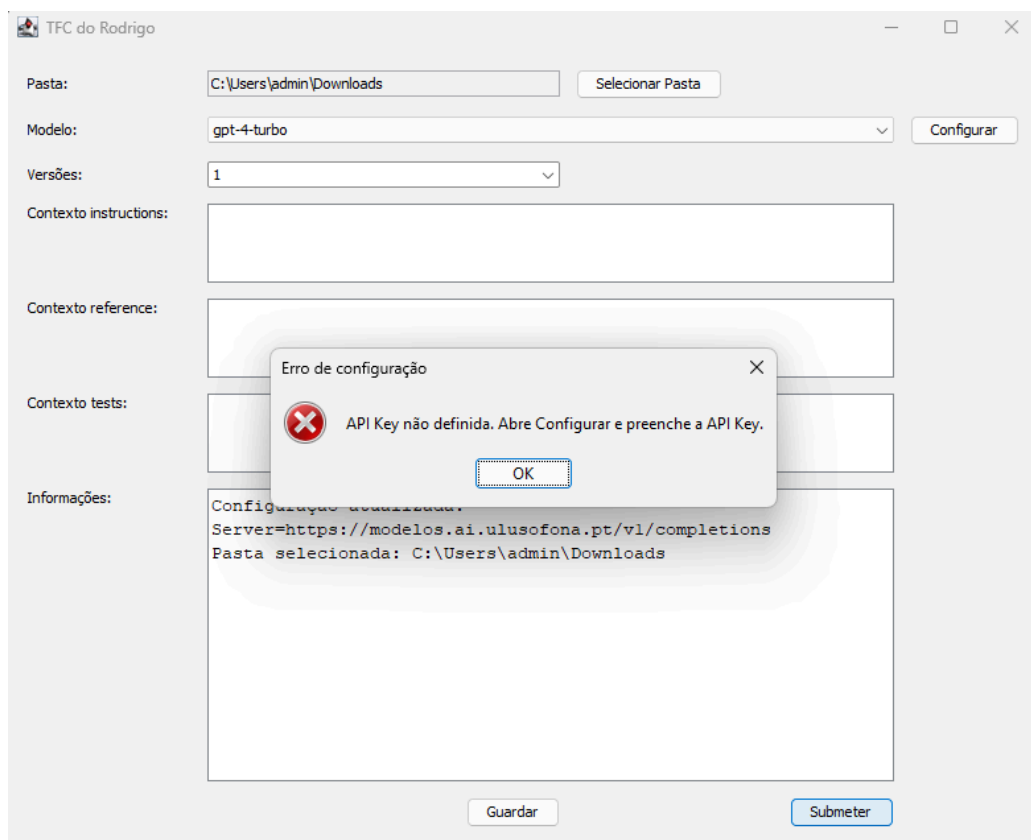 TFC do Rodrigo
Pasta:
C:\Users\admin\Downloads
Selecionar Pasta
Modelo:
gpt-4-turbo
Configurar
Versões:
1
Contexto instructions:
Contexto reference:
Erro de configuração
Contexto tests:
API Key não definida. Abre Configurar e preenche a API Key.
OK
Informações:
Configuração atualizada:
Server=https://modelos.ai.ulusofona.pt/v1/completions
Pasta selecionada: C:\Users\admin\Downloads
Guardar
Submeter